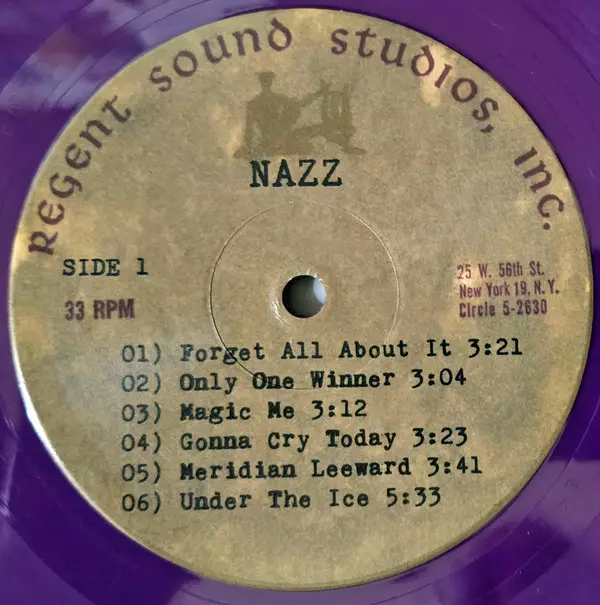 REGENT SOUND STUDIOS, INC.
NAZZ
SIDE 1
33 RPM
25 W. 56th St.
New York 19, N.Y.
Circle 5-2630
01) Forget All About It 3:21
02) Only One Winner 3:04
03) Magic Me 3:12
04) Gonna Cry Today 3:23
05) Meridian Leeward 3:41
06) Under The Ice 5:33